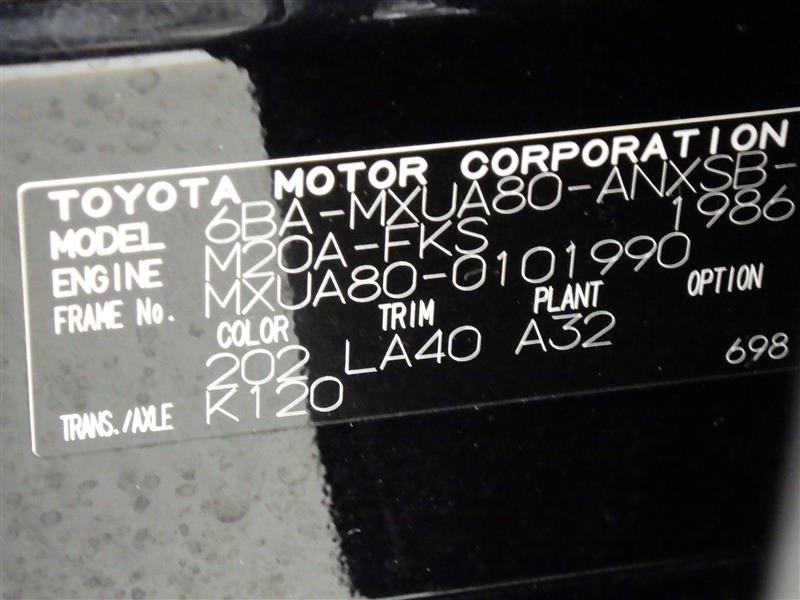 TOYOTA MOTOR CORPORATION
MODEL 6BA-MXUA80-ANXSB-
ENGINE M20A-FKS 1986
FRAME No. MXUA80-0101990
COLOR TRIM PLANT OPTION
202 LA40 A32 698
TRANS./AXLE K120